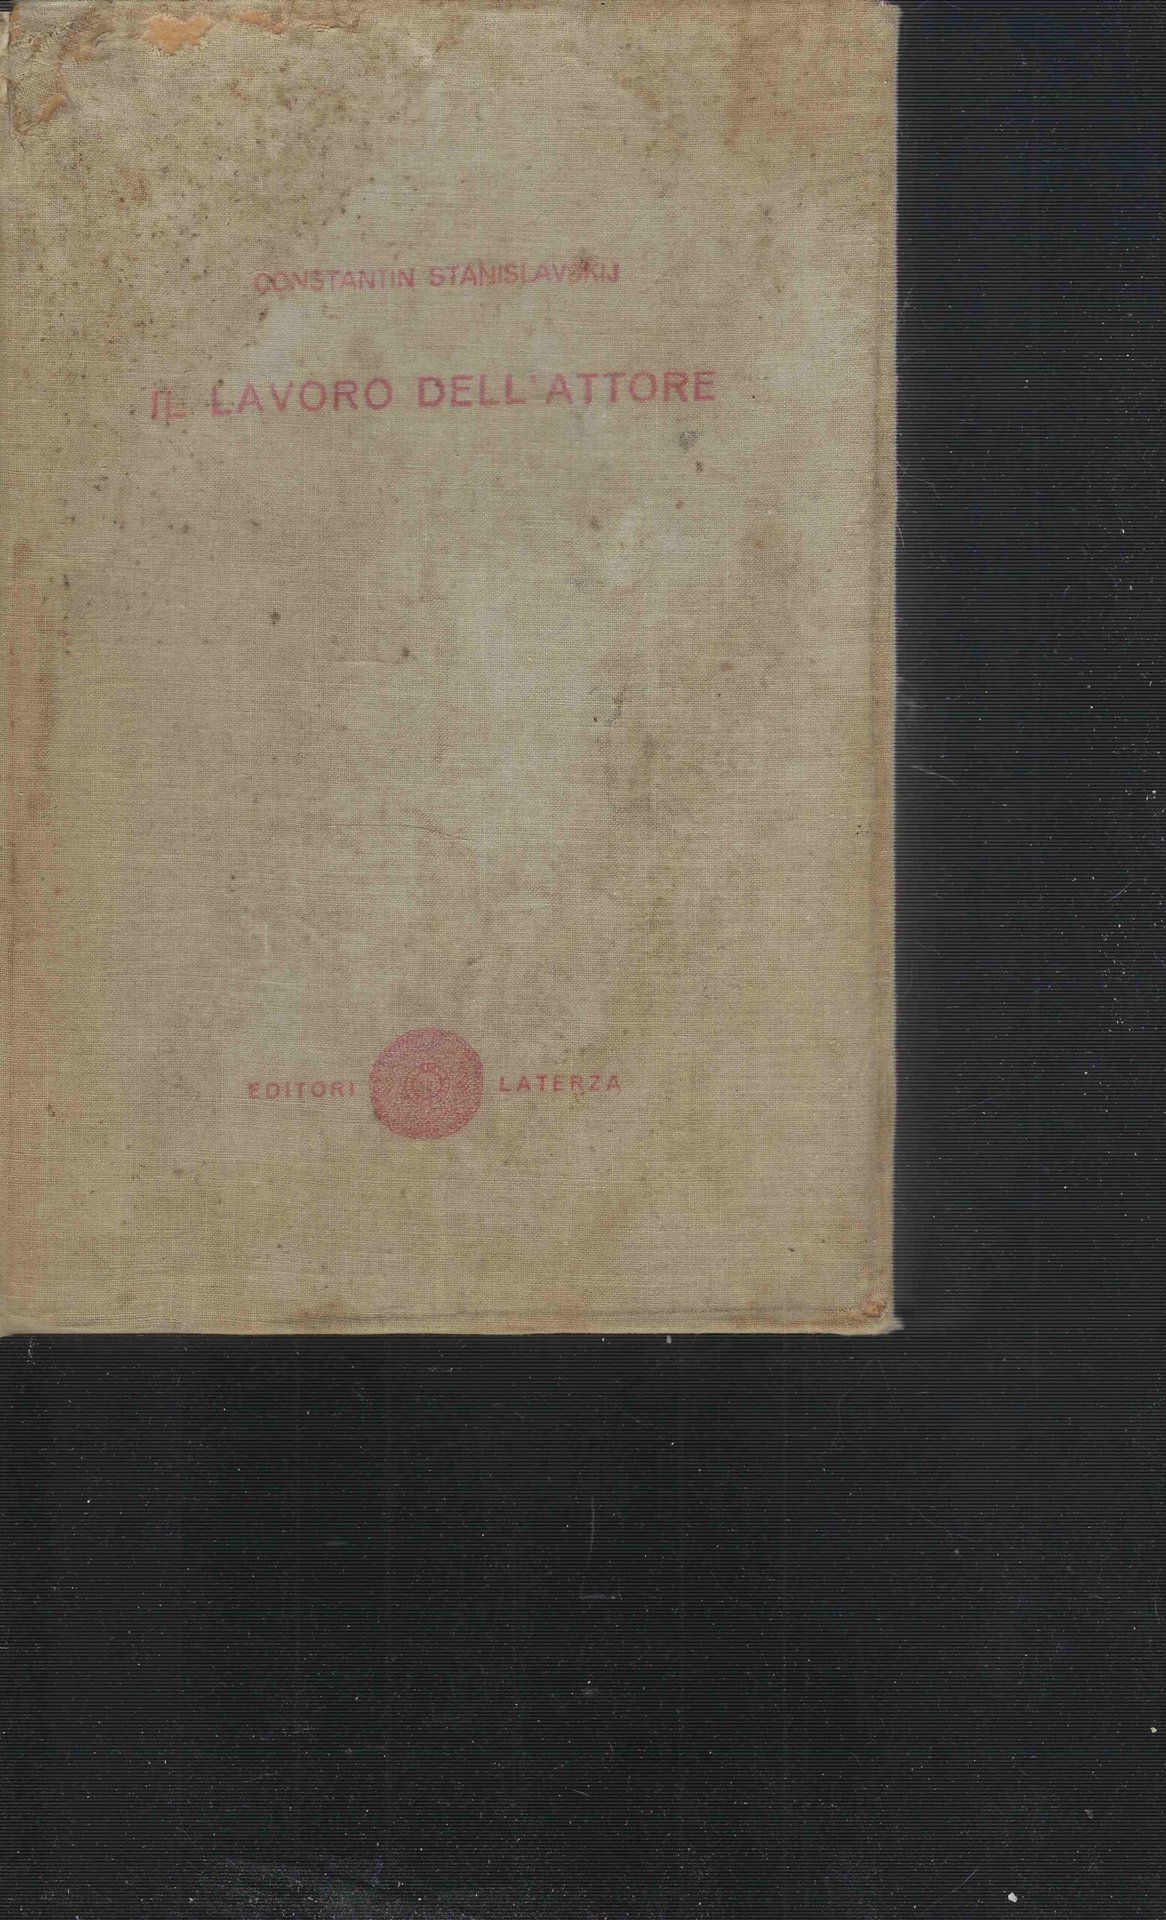 CONSTANTIN STANISLAVSKIJ
IL LAVORO DELL'ATTORE
EDITORI LATERZA